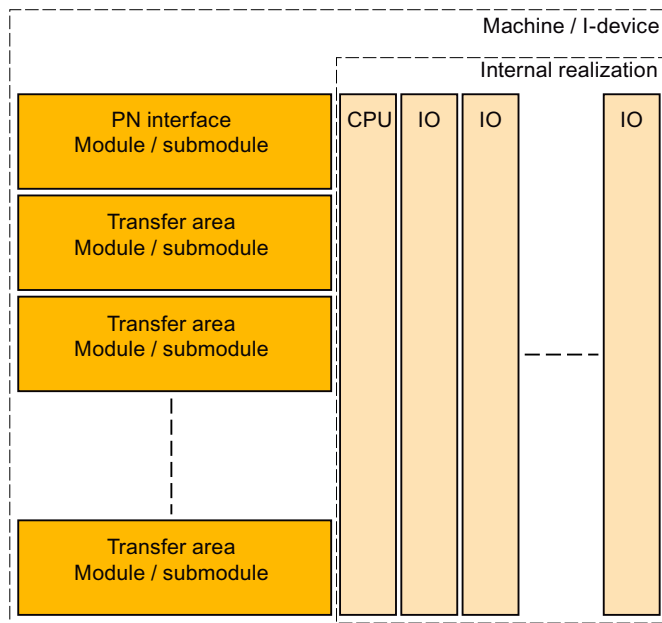 Machine / I-device
Internal realization
PN interface
Module / submodule
CPU
IO
IO
IO
Transfer area
Module / submodule
Transfer area
Module / submodule
Transfer area
Module / submodule